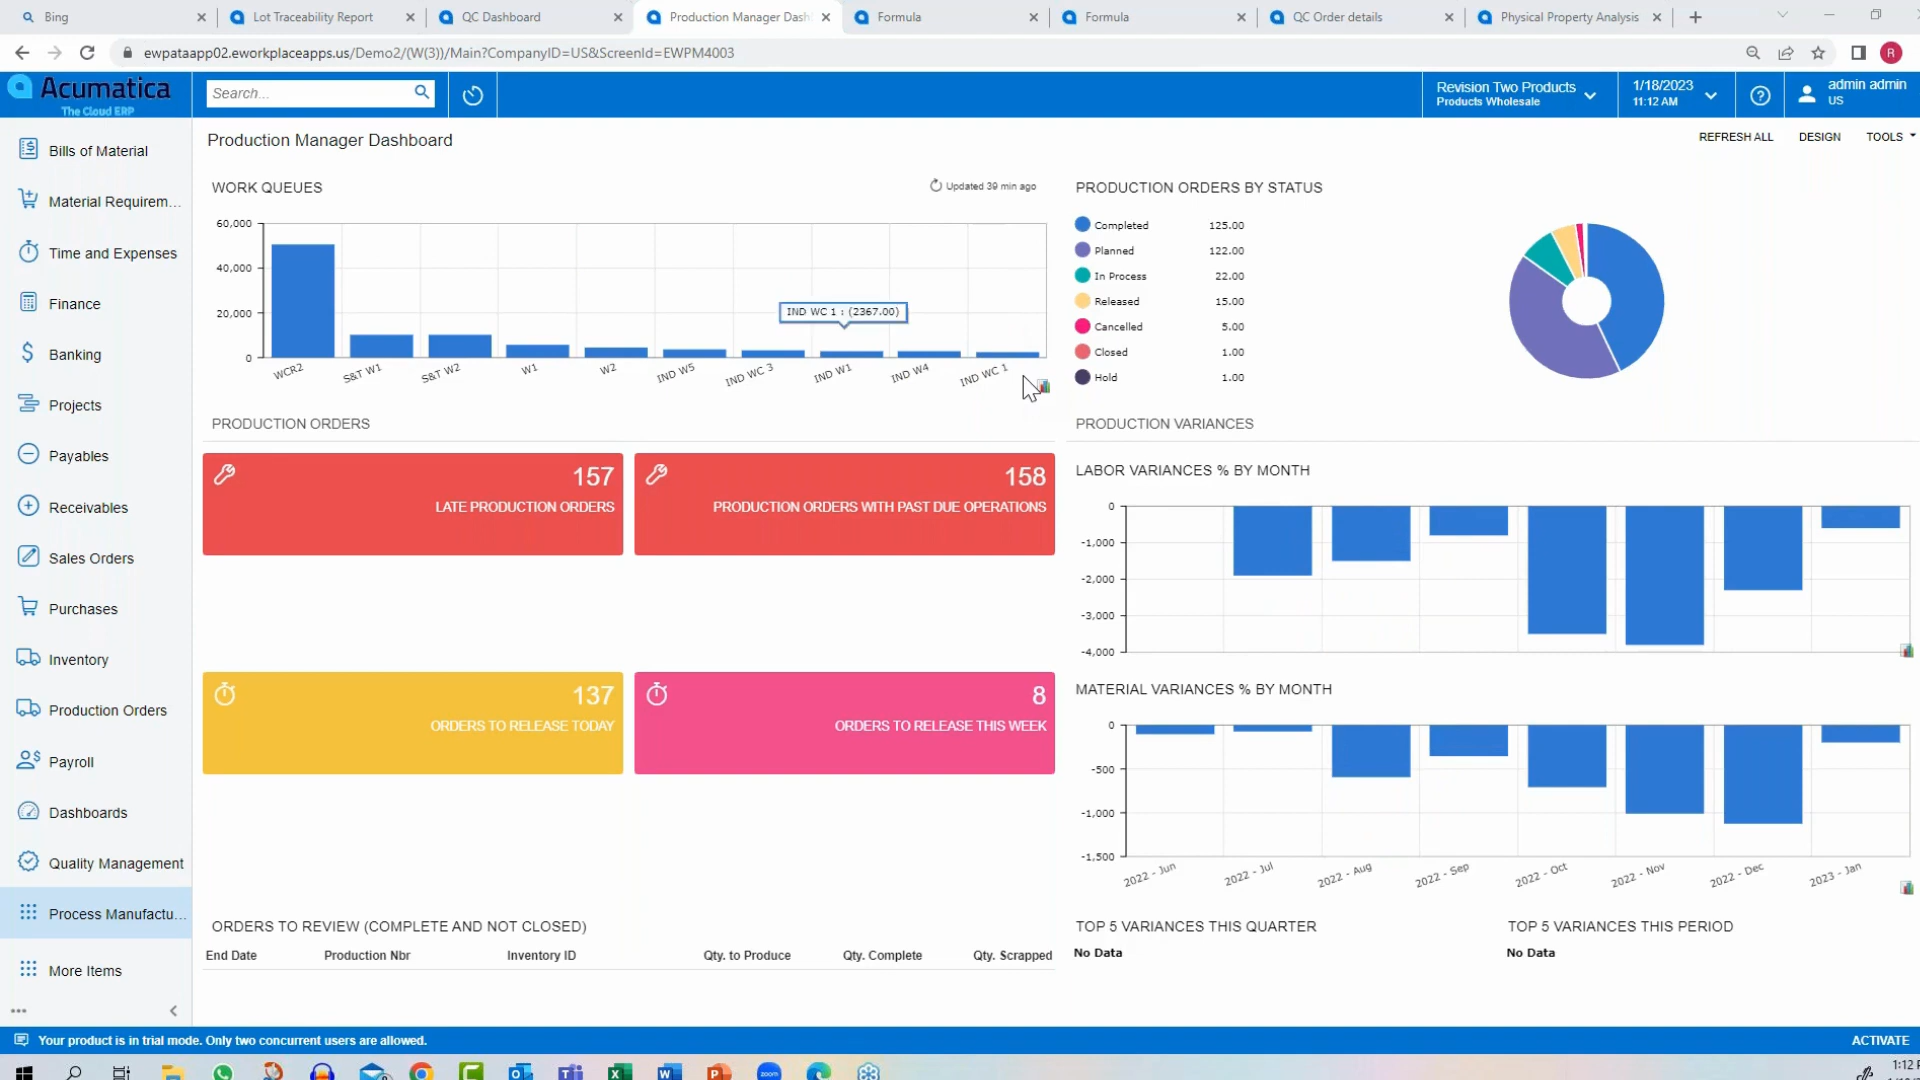 Bing
Lot Traceability Report
QC Dashboard
Production Manager Dash
Formula
Formula
QC Order details
Physical Property Analysis
ewpataapp02.eworkplaceapps.us/Demo2/(W(3))/Main?CompanyID=US&ScreenId=EWPM4003
R
Acumatica
The Cloud ERP
Search...
Revision Two Products
Products Wholesale
1/18/2023
11:12 AM
admin admin
US
Bills of Material
Material Requirem...
Time and Expenses
Finance
Banking
Projects
Payables
Receivables
Sales Orders
Purchases
Inventory
Production Orders
Payroll
Dashboards
Quality Management
Process Manufactu...
More Items
Production Manager Dashboard
REFRESH ALL
DESIGN
TOOLS
WORK QUEUES
Updated 39 min ago
60,000
40,000
20,000
0
IND WC 1 : (2367.00)
WCR2
S&T W1
S&T W2
W1
W2
IND W5
IND WC 3
IND W1
IND W4
IND WC 1
PRODUCTION ORDERS BY STATUS
Completed 125.00
Planned 122.00
In Process 22.00
Released 15.00
Cancelled 5.00
Closed 1.00
Hold 1.00
PRODUCTION ORDERS
157
LATE PRODUCTION ORDERS
158
PRODUCTION ORDERS WITH PAST DUE OPERATIONS
137
ORDERS TO RELEASE TODAY
8
ORDERS TO RELEASE THIS WEEK
PRODUCTION VARIANCES
LABOR VARIANCES % BY MONTH
0
-1,000
-2,000
-3,000
-4,000
MATERIAL VARIANCES % BY MONTH
0
-500
-1,000
-1,500
2022 - Jun
2022 - Jul
2022 - Aug
2022 - Sep
2022 - Oct
2022 - Nov
2022 - Dec
2023 - Jan
ORDERS TO REVIEW (COMPLETE AND NOT CLOSED)
End Date
Production Nbr
Inventory ID
Qty. to Produce
Qty. Complete
Qty. Scrapped
TOP 5 VARIANCES THIS QUARTER
No Data
TOP 5 VARIANCES THIS PERIOD
No Data
Your product is in trial mode. Only two concurrent users are allowed.
ACTIVATE
zoom
1:12